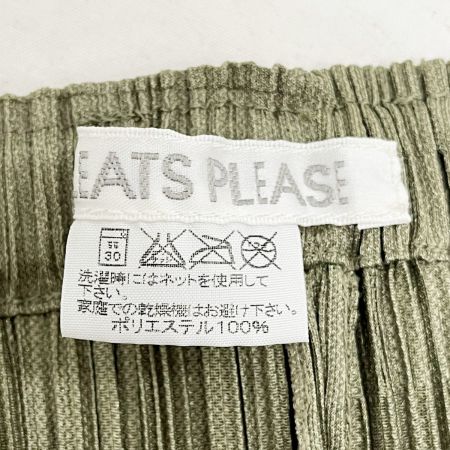 EATS PLEASE
30
洗濯時にはネットを使用して
下さい。
家庭での乾燥機はお避け下さい。
ポリエステル100%